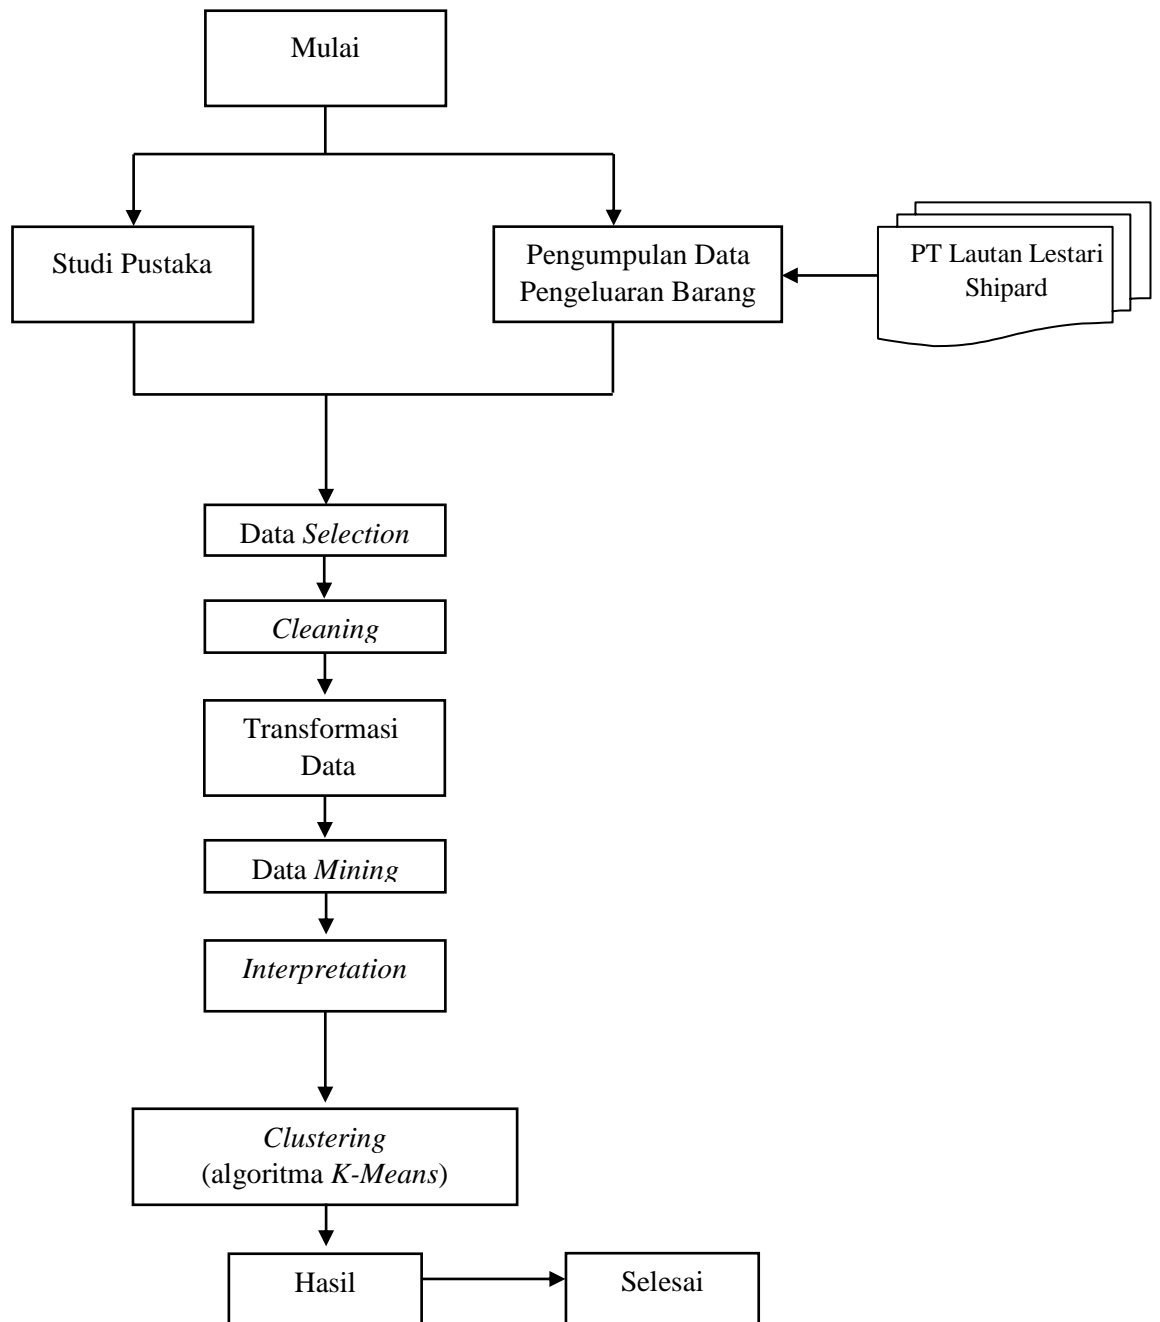 Mulai
Studi Pustaka
Pengumpulan Data
Pengeluaran Barang
PT Lautan Lestari
Shipard
Data Selection
Cleaning
Transformasi
Data
Data Mining
Interpretation
Clustering
(algoritma K-Means)
Hasil
Selesai